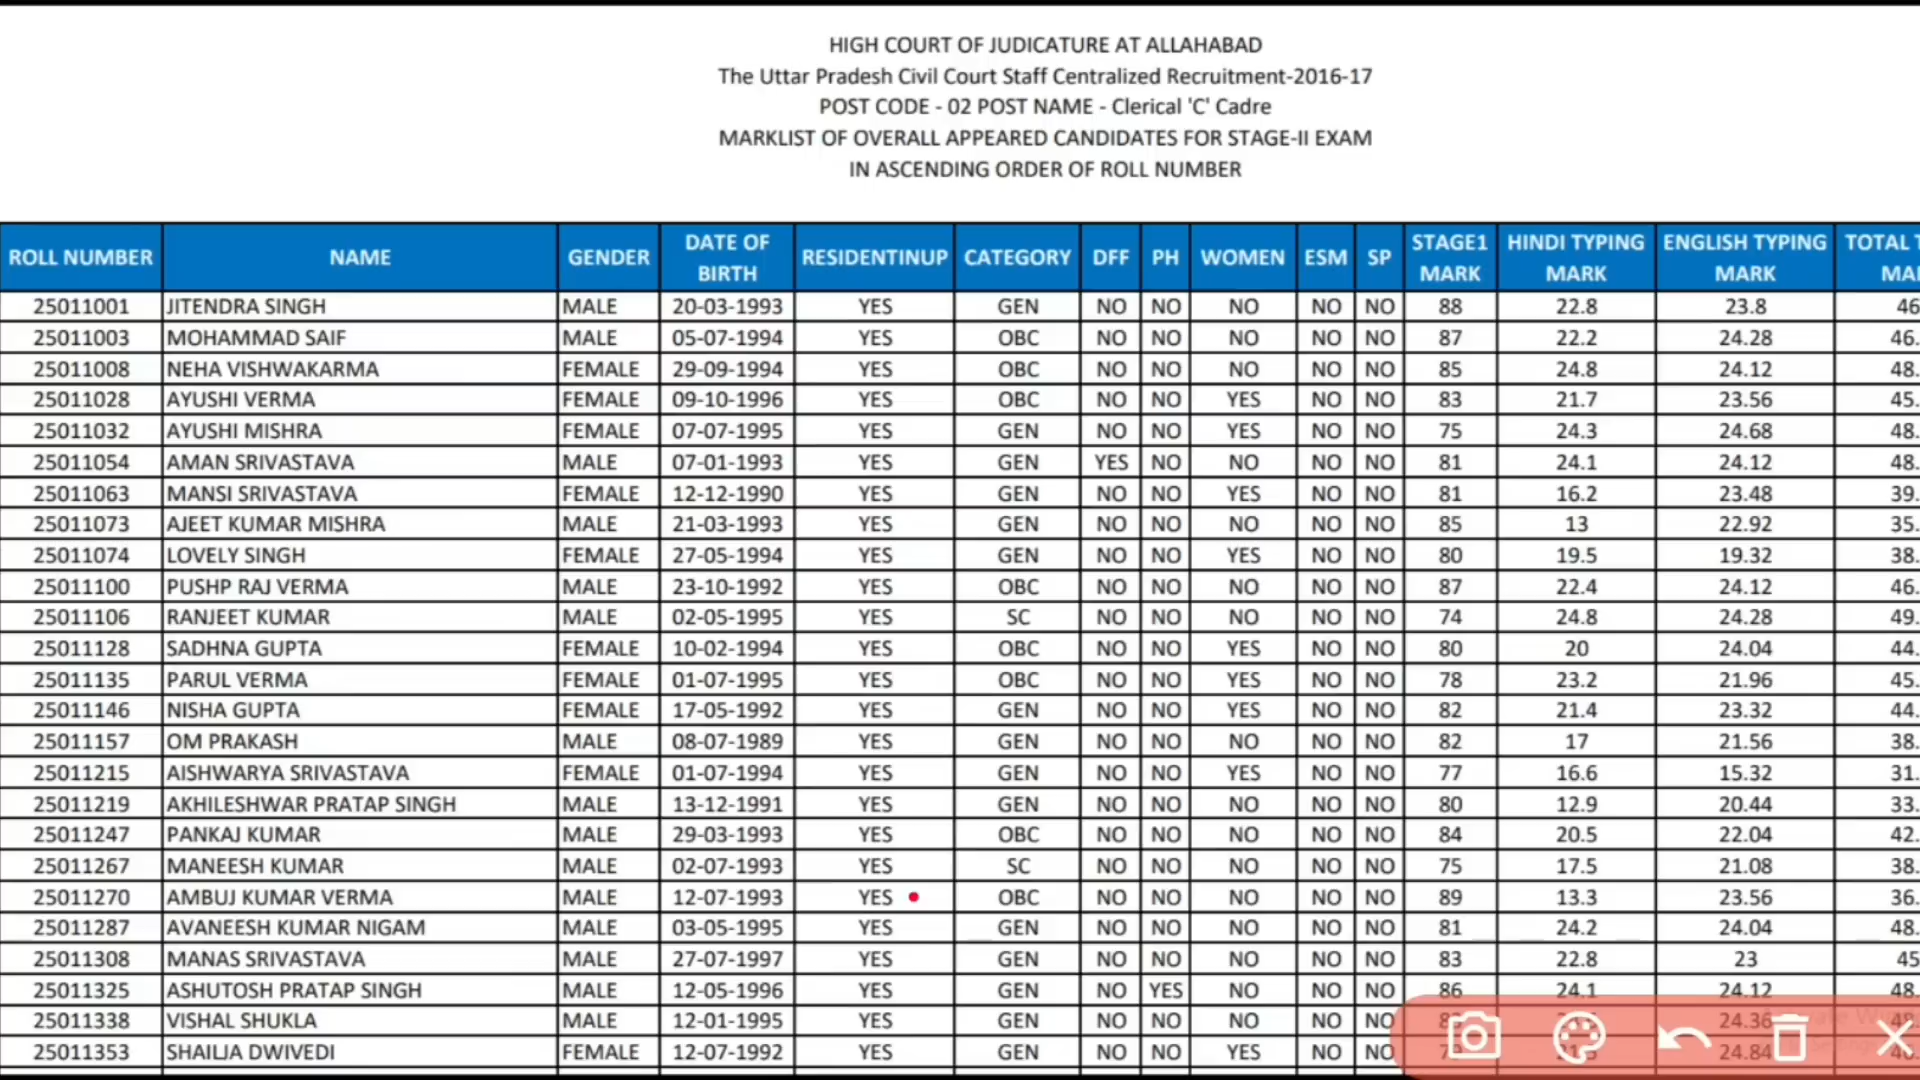 HIGH COURT OF JUDICATURE AT ALLAHABAD
The Uttar Pradesh Civil Court Staff Centralized Recruitment-2016-17
POST CODE - 02 POST NAME - Clerical 'C' Cadre
MARKLIST OF OVERALL APPEARED CANDIDATES FOR STAGE-II EXAM
IN ASCENDING ORDER OF ROLL NUMBER
ROLL NUMBER NAME GENDER DATE OF BIRTH RESIDENTINUP CATEGORY DFF PH WOMEN ESM SP STAGE1 MARK HINDI TYPING MARK ENGLISH TYPING MARK TOTAL
25011001 JITENDRA SINGH MALE 20-03-1993 YES GEN NO NO NO NO NO 88 22.8 23.8 46
25011003 MOHAMMAD SAIF MALE 05-07-1994 YES OBC NO NO NO NO NO 87 22.2 24.28 46.
25011008 NEHA VISHWAKARMA FEMALE 29-09-1994 YES OBC NO NO NO NO NO 85 24.8 24.12 48.
25011028 AYUSHI VERMA FEMALE 09-10-1996 YES OBC NO NO YES NO NO 83 21.7 23.56 45.
25011032 AYUSHI MISHRA FEMALE 07-07-1995 YES GEN NO NO YES NO NO 75 24.3 24.68 48.
25011054 AMAN SRIVASTAVA MALE 07-01-1993 YES GEN YES NO NO NO NO 81 24.1 24.12 48.
25011063 MANSI SRIVASTAVA FEMALE 12-12-1990 YES GEN NO NO YES NO NO 81 16.2 23.48 39.
25011073 AJEET KUMAR MISHRA MALE 21-03-1993 YES GEN NO NO NO NO NO 85 13 22.92 35.
25011074 LOVELY SINGH FEMALE 27-05-1994 YES GEN NO NO YES NO NO 80 19.5 19.32 38.
25011100 PUSHP RAJ VERMA MALE 23-10-1992 YES OBC NO NO NO NO NO 87 22.4 24.12 46.
25011106 RANJEET KUMAR MALE 02-05-1995 YES SC NO NO NO NO NO 74 24.8 24.28 49.
25011128 SADHNA GUPTA FEMALE 10-02-1994 YES OBC NO NO YES NO NO 80 20 24.04 44.
25011135 PARUL VERMA FEMALE 01-07-1995 YES OBC NO NO YES NO NO 78 23.2 21.96 45.
25011146 NISHA GUPTA FEMALE 17-05-1992 YES GEN NO NO YES NO NO 82 21.4 23.32 44.
25011157 OM PRAKASH MALE 08-07-1989 YES GEN NO NO NO NO NO 82 17 21.56 38.
25011215 AISHWARYA SRIVASTAVA FEMALE 01-07-1994 YES GEN NO NO YES NO NO 77 16.6 15.32 31.
25011219 AKHILESHWAR PRATAP SINGH MALE 13-12-1991 YES GEN NO NO NO NO NO 80 12.9 20.44 33.
25011247 PANKAJ KUMAR MALE 29-03-1993 YES OBC NO NO NO NO NO 84 20.5 22.04 42.
25011267 MANEESH KUMAR MALE 02-07-1993 YES SC NO NO NO NO NO 75 17.5 21.08 38.
25011270 AMBUJ KUMAR VERMA MALE 12-07-1993 YES OBC NO NO NO NO NO 89 13.3 23.56 36.
25011287 AVANEESH KUMAR NIGAM MALE 03-05-1995 YES GEN NO NO NO NO NO 81 24.2 24.04 48.
25011308 MANAS SRIVASTAVA MALE 27-07-1997 YES GEN NO NO NO NO NO 83 22.8 23 45
25011325 ASHUTOSH PRATAP SINGH MALE 12-05-1996 YES GEN NO YES NO NO NO 86 24.1 24.12 48.
25011338 VISHAL SHUKLA MALE 12-01-1995 YES GEN NO NO NO NO NO 24.36
25011353 SHAILJA DWIVEDI FEMALE 12-07-1992 YES GEN NO NO YES NO NO 24.84